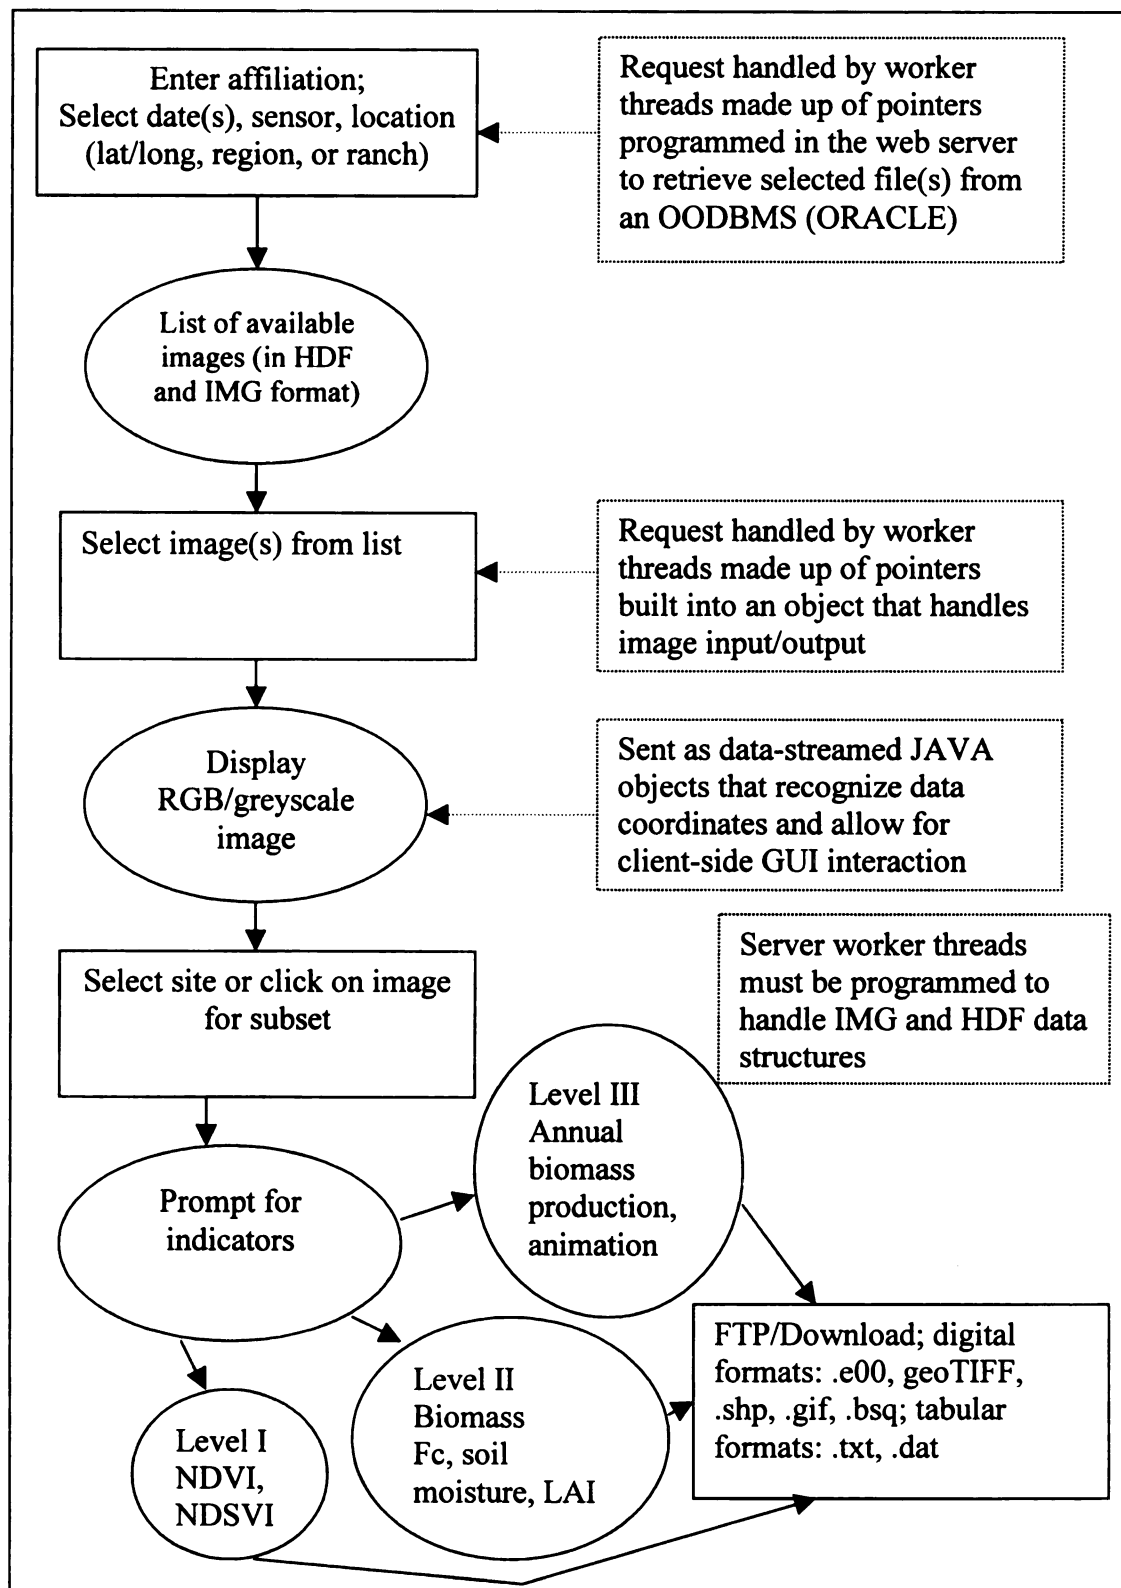 Enter affiliation;
Select date(s), sensor, location
(lat/long, region, or ranch)
Request handled by worker
threads made up of pointers
programmed in the web server
to retrieve selected file(s) from
an OODBMS (ORACLE)
List of available
images (in HDF
and IMG format)
Select image(s) from list
Request handled by worker
threads made up of pointers
built into an object that handles
image input/output
Display
RGB/greyscale
image
Sent as data-streamed JAVA
objects that recognize data
coordinates and allow for
client-side GUI interaction
Select site or click on image
for subset
Server worker threads
must be programmed to
handle IMG and HDF data
structures
Level III
Annual
biomass
production,
animation
Prompt for
indicators
Level II
Biomass
Fc, soil
moisture, LAI
Level I
NDVI,
NDSVI
FTP/Download; digital
formats: .e00, geoTIFF,
.shp, .gif, .bsq; tabular
formats: .txt, .dat